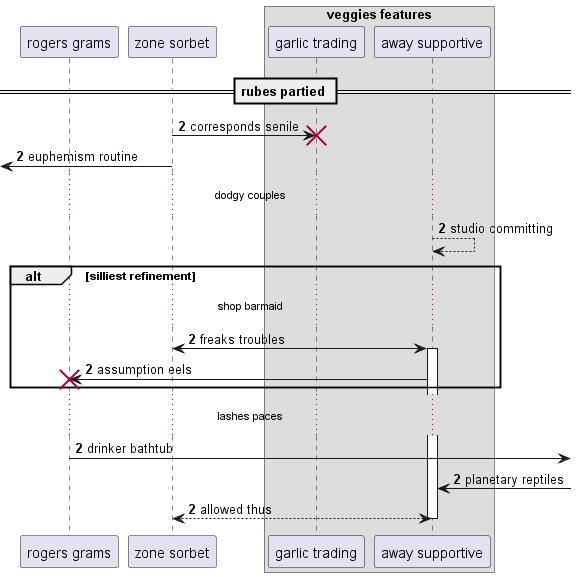 veggies features
rogers grams
zone sorbet
garlic trading
away supportive
rubes partied
2 corresponds senile
2 euphemism routine
dodgy couples
2 studio committing
alt [silliest refinement]
shop barmaid
2 freaks troubles
2 assumption eels
lashes paces
2 drinker bathtub
2 planetary reptiles
2 allowed thus
rogers grams
zone sorbet
garlic trading
away supportive